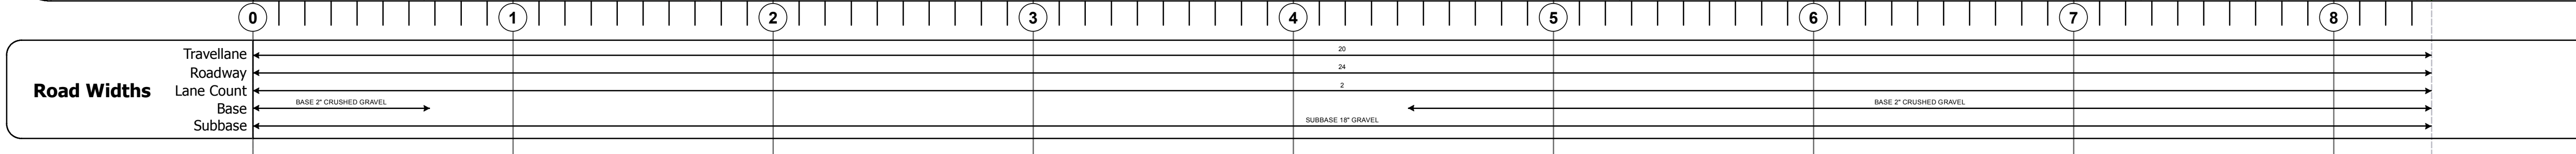 0 1 2 3 4 5 6 7 8
Road Widths
Travellane 20
Roadway 24
Lane Count 2
Base BASE 2" CRUSHED GRAVEL BASE 2" CRUSHED GRAVEL
Subbase SUBBASE 18" GRAVEL